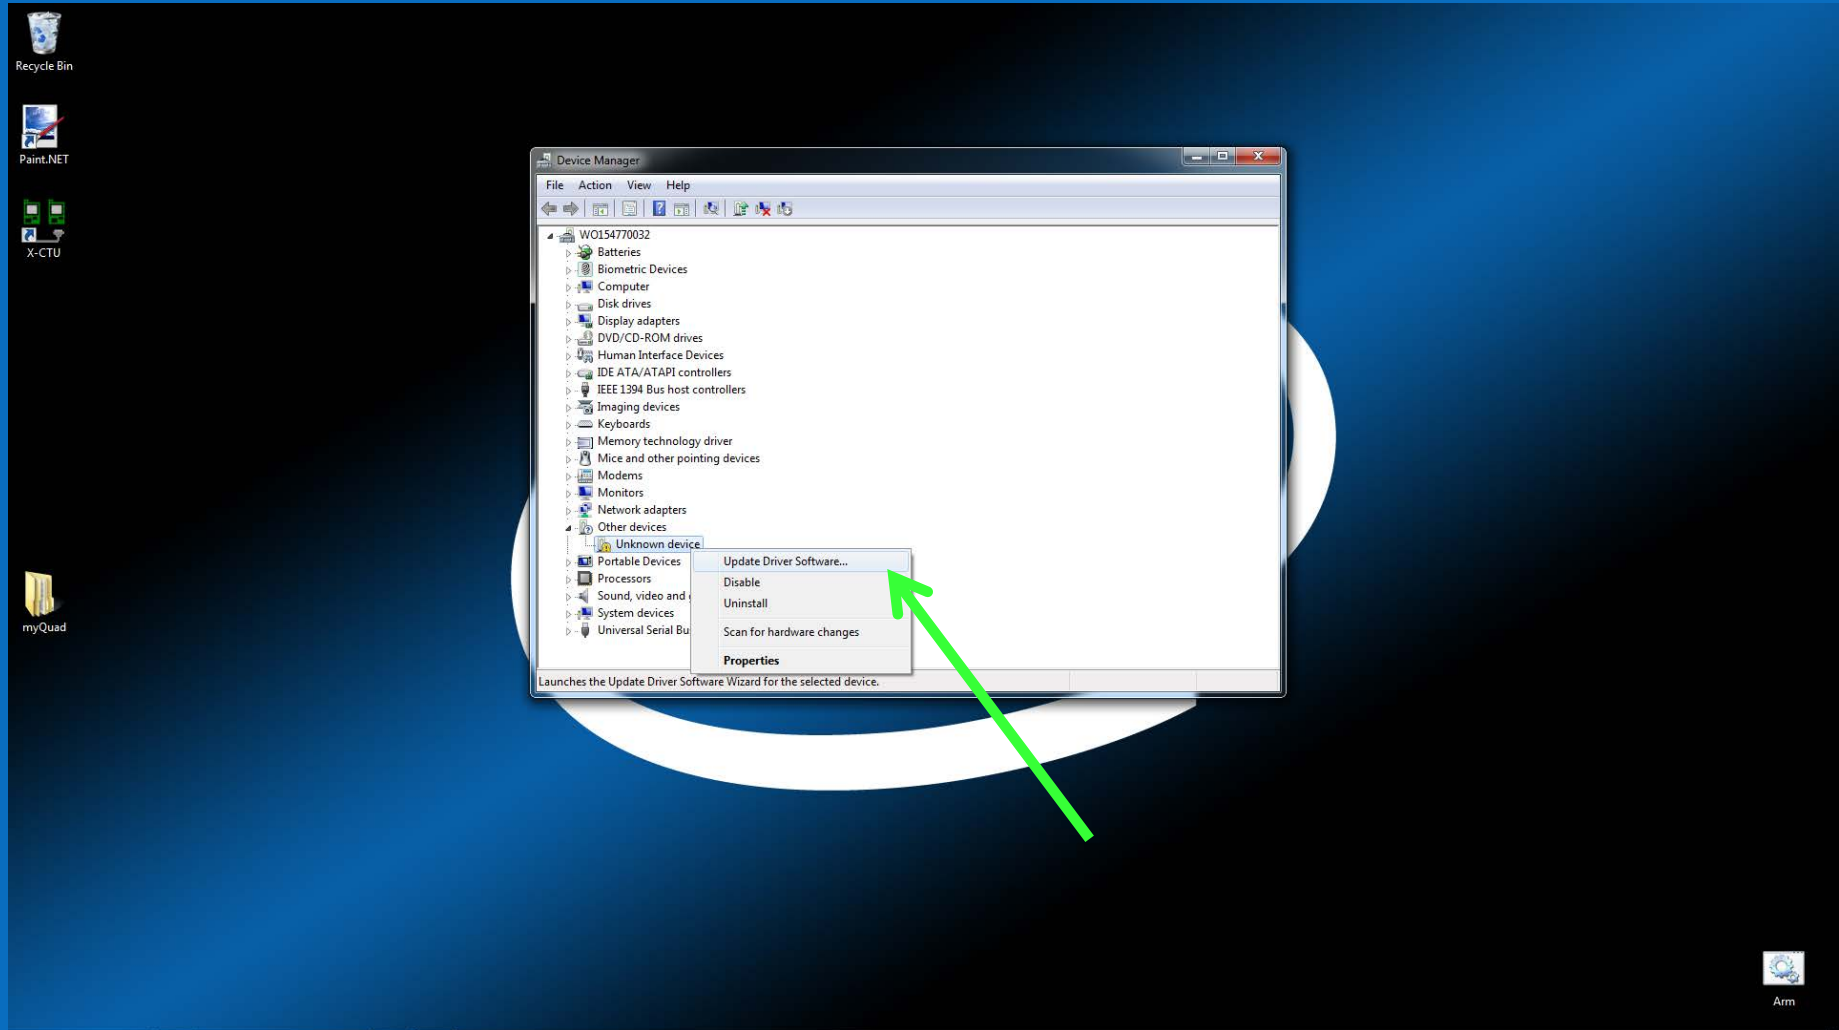 Recycle Bin
Paint.NET
X-CTU
myQuad
Device Manager
File Action View Help
WO154770032
Batteries
Biometric Devices
Computer
Disk drives
Display adapters
DVD/CD-ROM drives
Human Interface Devices
IDE ATA/ATAPI controllers
IEEE 1394 Bus host controllers
Imaging devices
Keyboards
Memory technology driver
Mice and other pointing devices
Modems
Monitors
Network adapters
Other devices
Unknown device
Portable Devices
Processors
Sound, video and
System devices
Universal Serial Bu
Update Driver Software...
Disable
Uninstall
Scan for hardware changes
Properties
Launches the Update Driver Software Wizard for the selected device.
Arm